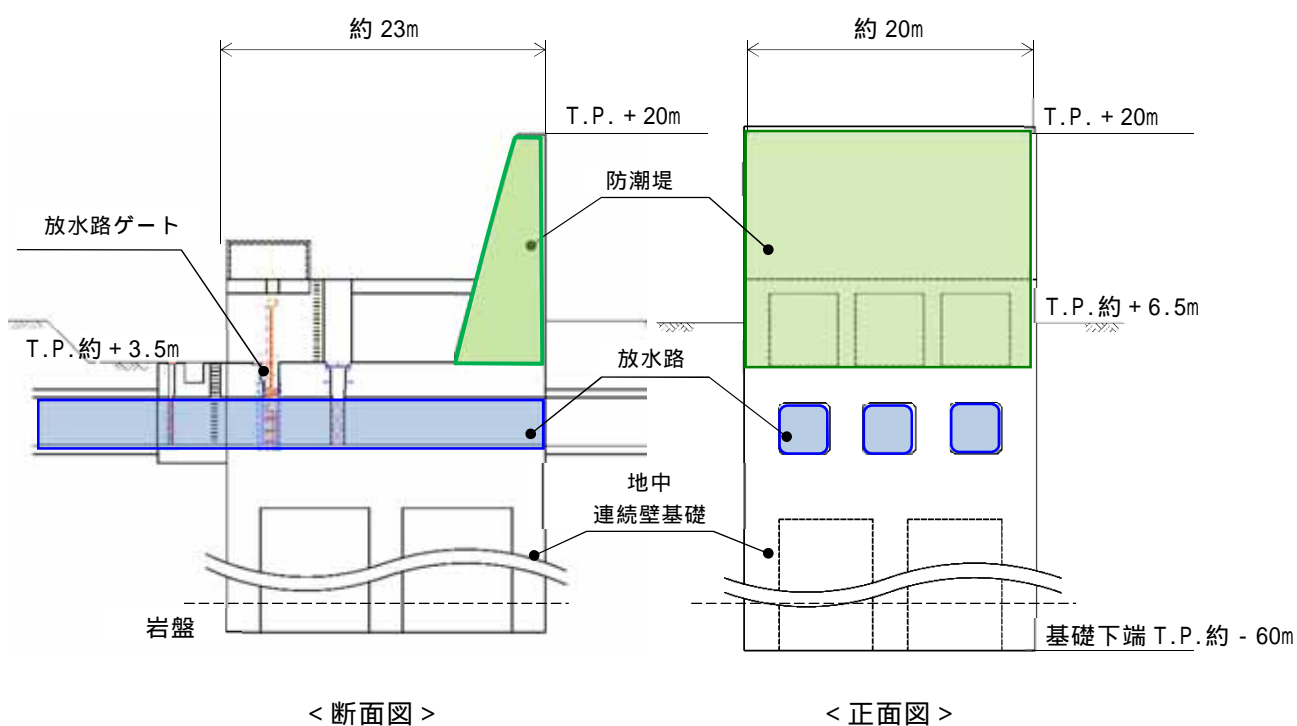 約 23m
約 20m
T.P. + 20m
T.P. + 20m
防潮堤
放水路ゲート
T.P.約 + 6.5m
T.P.約 + 3.5m
放水路
地中
連続壁基礎
岩盤
基礎下端 T.P.約 - 60m
<断面図>
<正面図>